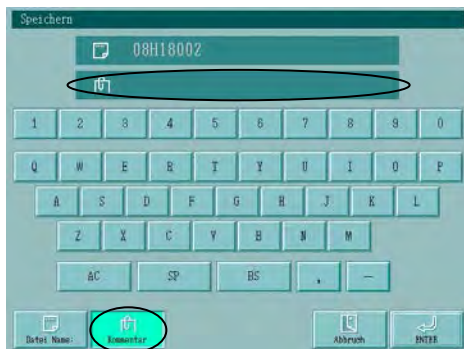 Speichern
08H18002
1 2 3 4 5 6 7 8 9 0
Q W E R T Y U I O P
A S D F G H J K L
Z X C V B N M
AC SP BS , —
Datei Name: Kommentar Abbruch ENTER